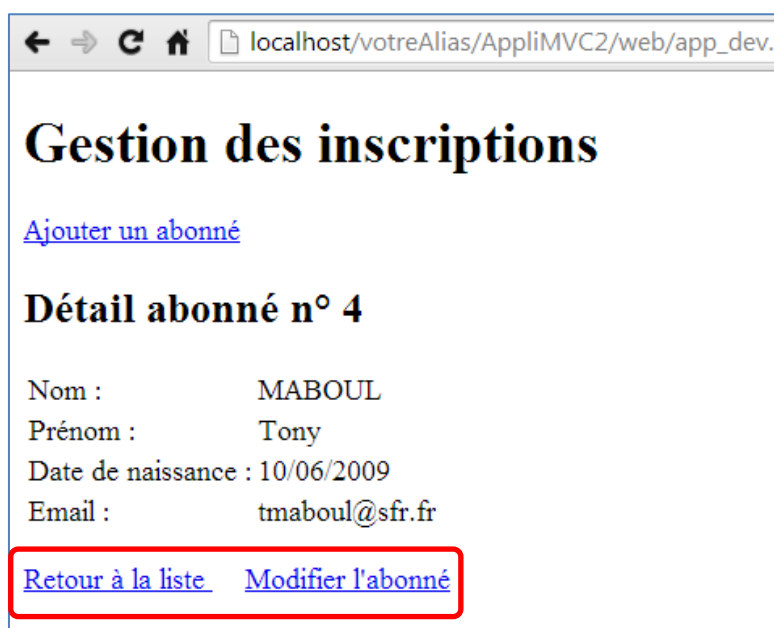 localhost/votreAlias/AppliMVC2/web/app_dev.
Gestion des inscriptions
Ajouter un abonné
Détail abonné n° 4
Nom : MABOUL
Prénom : Tony
Date de naissance : 10/06/2009
Email : tmaboul@sfr.fr
Retour à la liste Modifier l'abonné